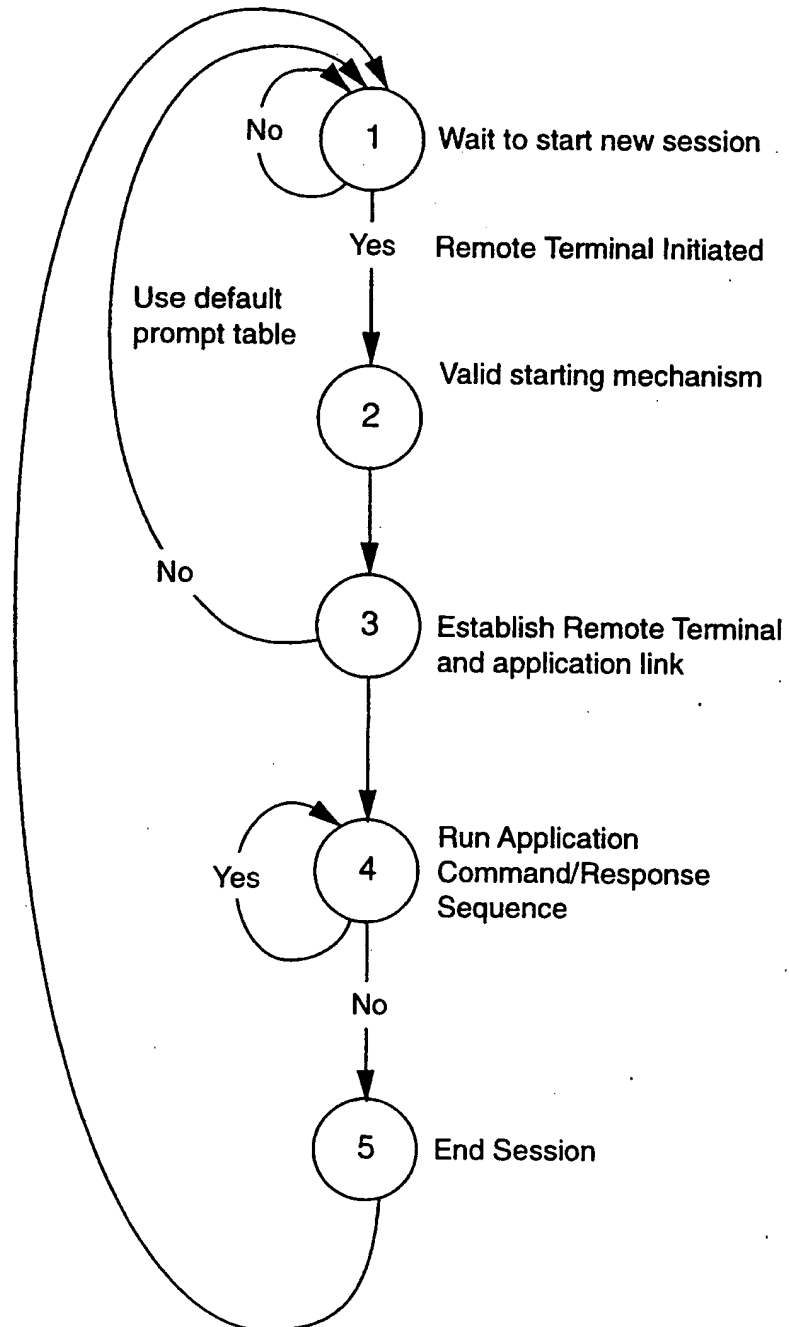 No
1
Wait to start new session
Yes
Remote Terminal Initiated
Use default
prompt table
Valid starting mechanism
2
No
3
Establish Remote Terminal
and application link
Yes
4
Run Application
Command/Response
Sequence
No
5
End Session